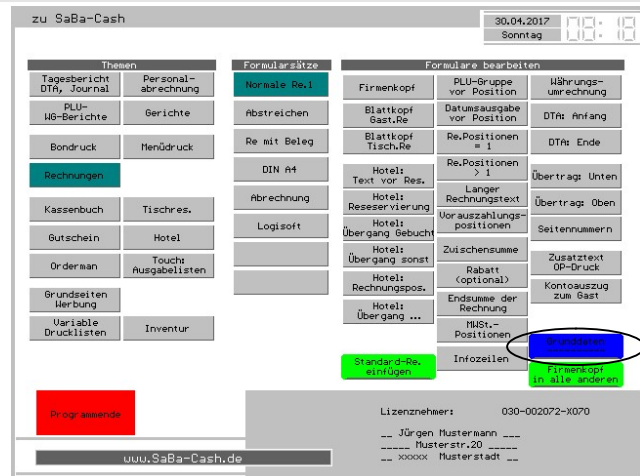 zu SaBa-Cash
30.04.2017
Sonntag
08:18
Themen
Tagesbericht
DTA, Journal
Personal-
abrechnung
PLU-
WG-Berichte
Gerichte
Bondruck
Menüdruck
Rechnungen
Kassenbuch
Tischres.
Gutschein
Hotel
Orderman
Touch:
Ausgabelisten
Grundseiten
Werbung
Variable
Drucklisten
Inventur
Formularsätze
Normale Re.1
Abstreichen
Re mit Beleg
DIN A4
Abrechnung
Logisoft
Formulare bearbeiten
Firmenkopf
PLU-Gruppe
vor Position
Währungs-
umrechnung
Blattkopf
Gast.Re
Datumsausgabe
vor Position
DTA: Anfang
Blattkopf
Tisch.Re
Re.Positionen
= 1
DTA: Ende
Hotel:
Text vor Res.
Re.Positionen
> 1
Übertrag: Unten
Hotel:
Reseservierung
Langer
Rechnungstext
Übertrag: Oben
Hotel:
Übergang Gebucht
Vorauszahlungs-
positionen
Seitennummern
Hotel:
Übergang sonst
Zwischensumme
Zusatztext
OP-Druck
Hotel:
Rechnungspos.
Rabatt
(optional)
Kontoauszug
zum Gast
Hotel:
Übergang ...
Endsumme der
Rechnung
MWSt.-
Positionen
Grunddaten
Standard-Re.
einfügen
Infozeilen
Firmenkopf
in alle anderen
Programmende
Lizenznehmer: 030-002072-X070
__ Jürgen Mustermann ___
_____ Musterstr.20 ___
__ xxxxx Musterstadt __
www.SaBa-Cash.de